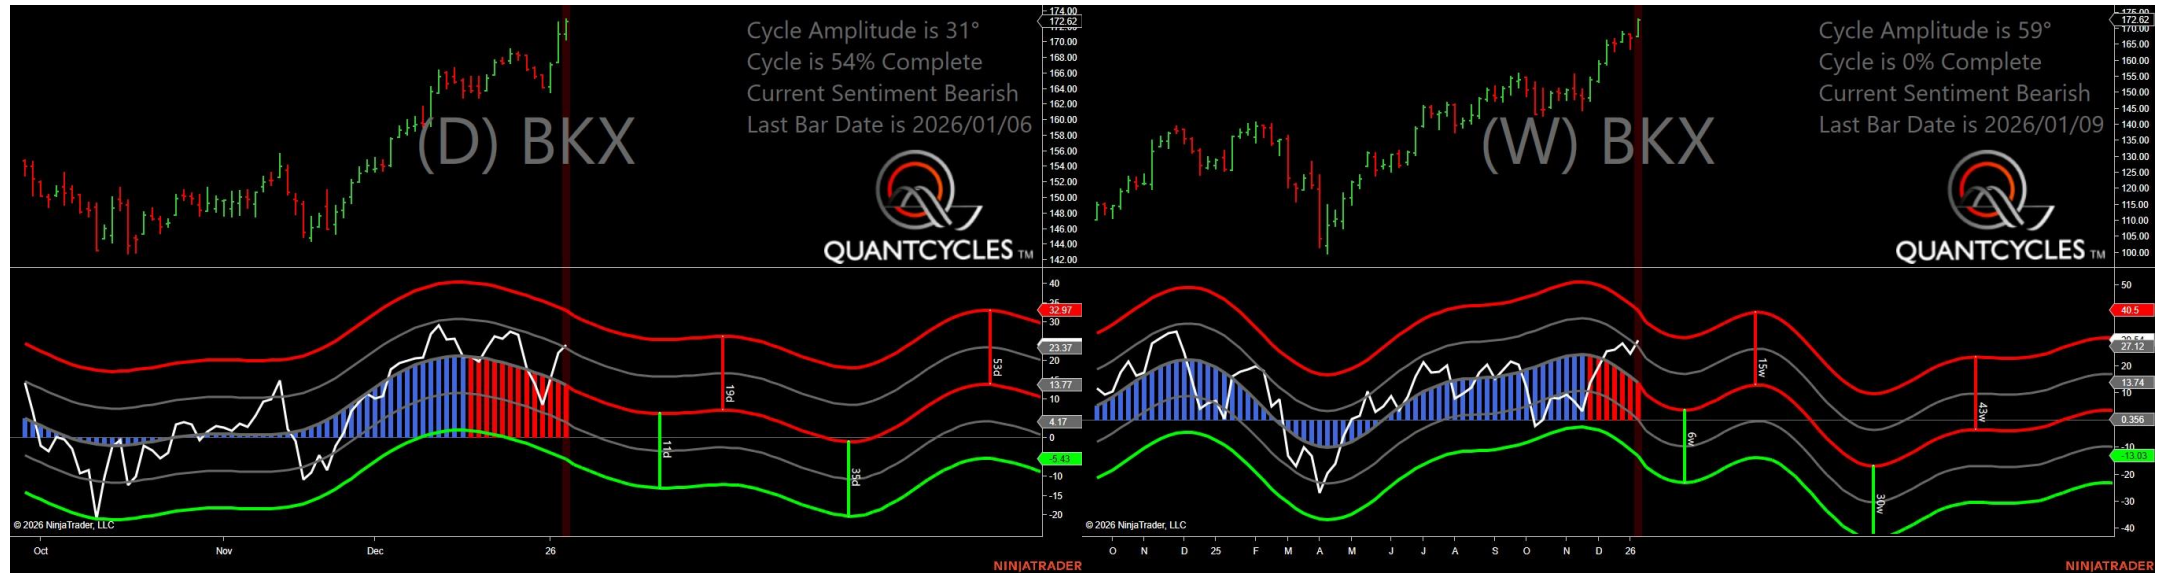 Cycle Amplitude is 31°
Cycle is 54% Complete
Current Sentiment Bearish
Last Bar Date is 2026/01/06
(D) BKX
QUANTCYCLES TM
174.00
172.62
170.00
168.00
166.00
164.00
162.00
160.00
158.00
156.00
154.00
152.00
150.00
148.00
146.00
144.00
142.00
40
32.97
30
23.37
20
13.77
10
4.17
0
-5.43
-10
-15
-20
11d
19d
35d
53d
© 2026 NinjaTrader, LLC
Oct
Nov
Dec
26
NINJATRADER
Cycle Amplitude is 59°
Cycle is 0% Complete
Current Sentiment Bearish
Last Bar Date is 2026/01/09
(W) BKX
QUANTCYCLES TM
175.00
172.62
170.00
165.00
160.00
155.00
150.00
145.00
140.00
135.00
130.00
125.00
120.00
115.00
110.00
105.00
100.00
50
40.5
27.12
20
13.74
10
0.356
-10
-13.03
-20
-30
-40
6w
15w
30w
43w
© 2026 NinjaTrader, LLC
O
N
D
25
F
M
A
M
J
J
A
S
O
N
D
26
NINJATRADER